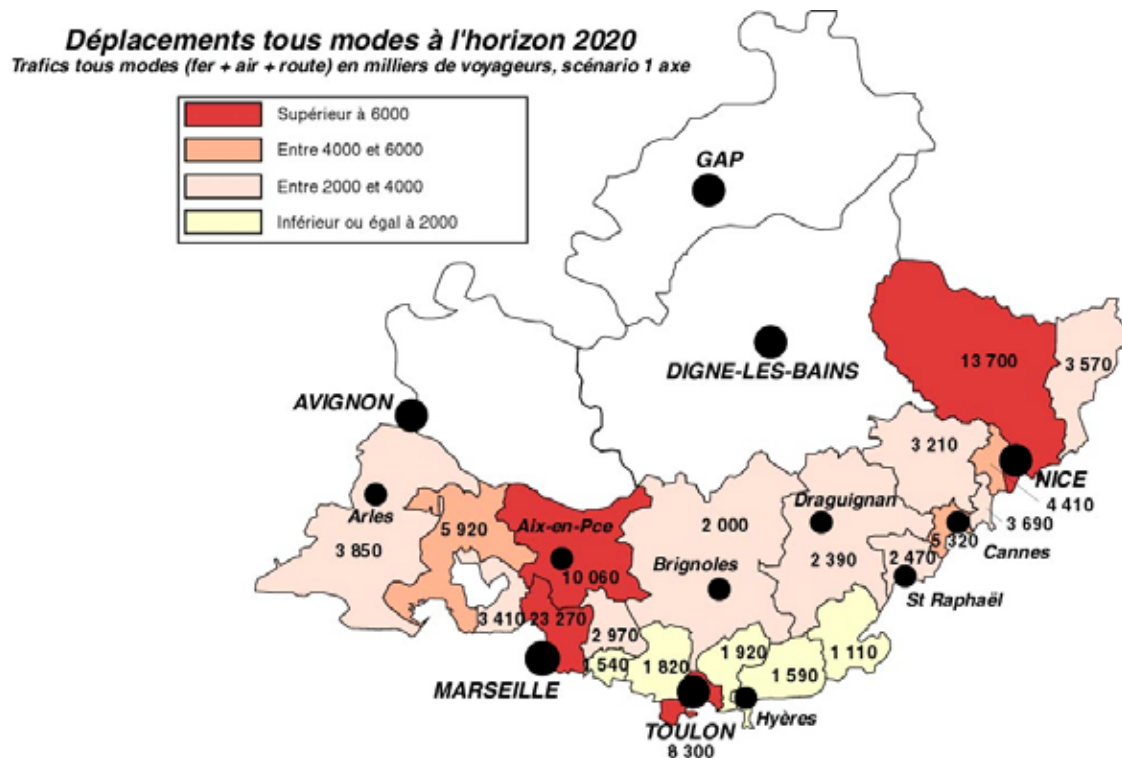 Déplacements tous modes à l'horizon 2020
Trafics tous modes (fer + air + route) en milliers de voyageurs, scénario 1 axe
Supérieur à 6000
Entre 4000 et 6000
Entre 2000 et 4000
Inférieur ou égal à 2000
GAP
DIGNE-LES-BAINS
13 700
3 570
AVIGNON
3 210
NICE
4 410
Arles
5 920
Aix-en-Pce
2 000
Draguignan
3 690
5 320
Cannes
3 850
10 060
Brignoles
2 390
2 470
St Raphaël
3 410
23 270
2 970
1 540
1 820
1 920
1 590
1 110
MARSEILLE
TOULON
Hyères
8 300